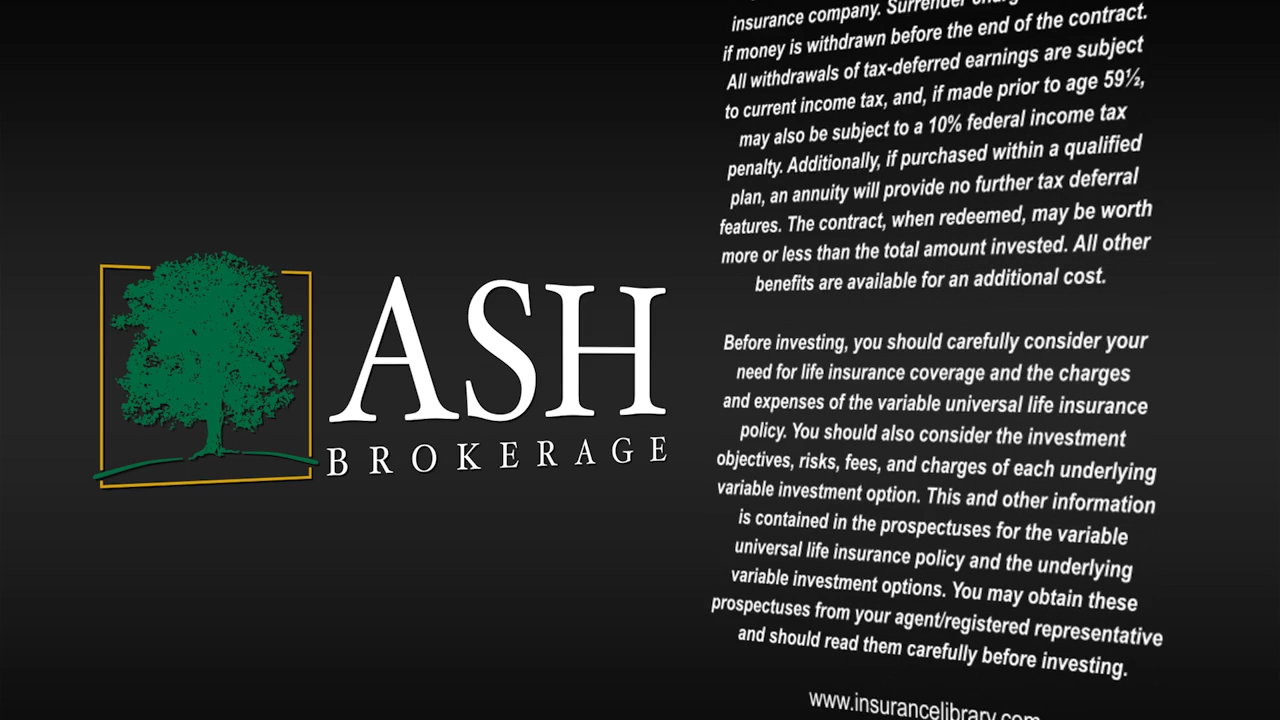 ASH
BROKERAGE
insurance company. Surrender
if money is withdrawn before the end of the contract.
All withdrawals of tax-deferred earnings are subject
to current income tax, and, if made prior to age 59½,
may also be subject to a 10% federal income tax
penalty. Additionally, if purchased within a qualified
plan, an annuity will provide no further tax deferral
features. The contract, when redeemed, may be worth
more or less than the total amount invested. All other
benefits are available for an additional cost.
Before investing, you should carefully consider your
need for life insurance coverage and the charges
and expenses of the variable universal life insurance
policy. You should also consider the investment
objectives, risks, fees, and charges of each underlying
variable investment option. This and other information
is contained in the prospectuses for the variable
universal life insurance policy and the underlying
variable investment options. You may obtain these
prospectuses from your agent/registered representative
and should read them carefully before investing.
www.insurancelibrary.com